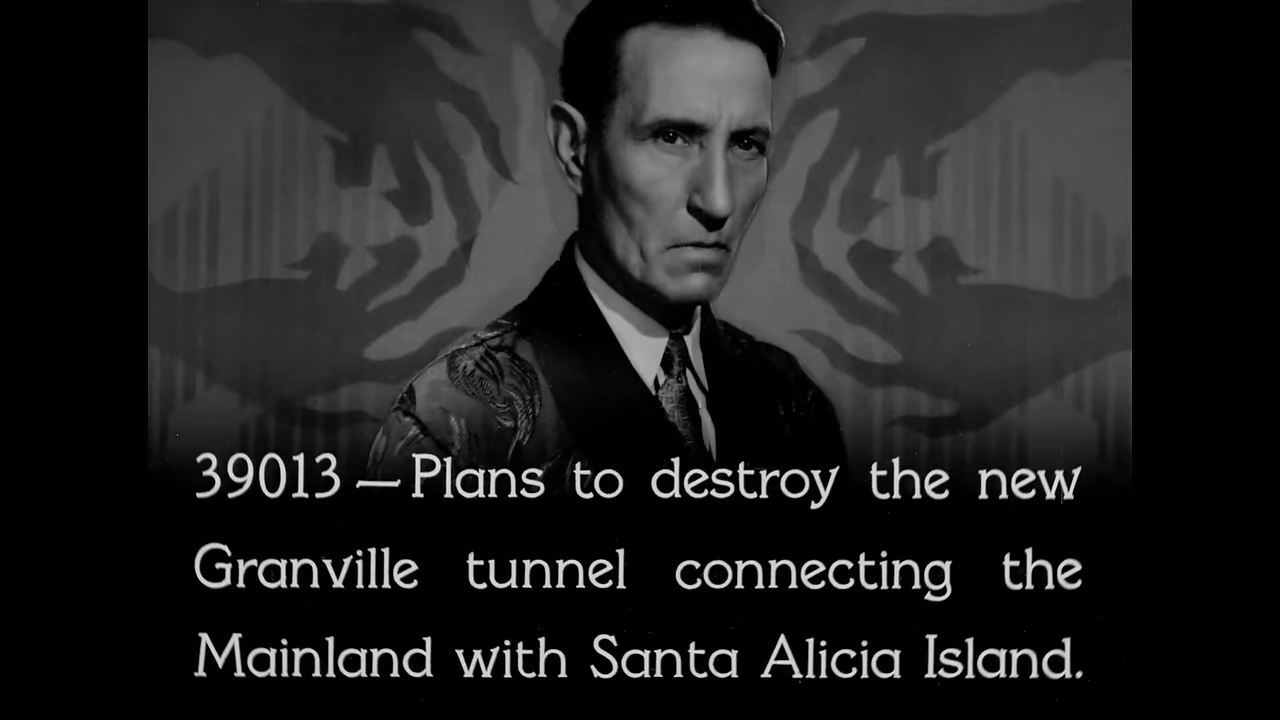 39013—Plans to destroy the new
Granville tunnel connecting the
Mainland with Santa Alicia Island.